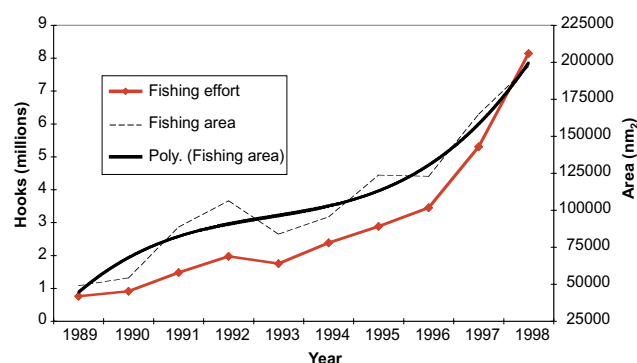 9
8
7
6
5
4
3
2
1
0
Hooks (millions)
Fishing effort
Fishing area
Poly. (Fishing area)
225000
200000
175000
150000
125000
100000
75000
50000
25000
Area (nm₂)
1989 1990 1991 1992 1993 1994 1995 1996 1997 1998
Year